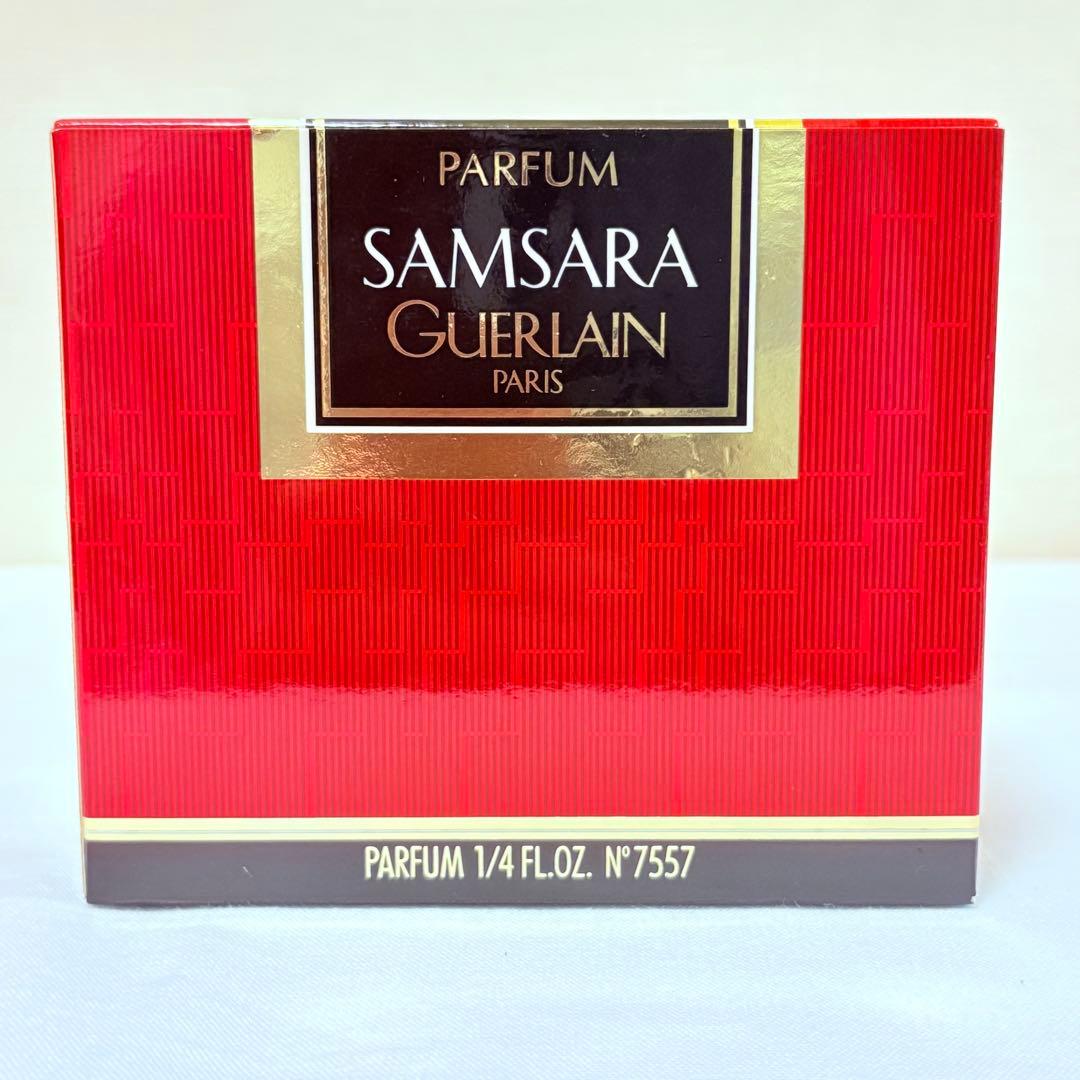 PARFUM
SAMSARA
GUERLAIN
PARIS
PARFUM 1/4 FL.OZ. N°7557